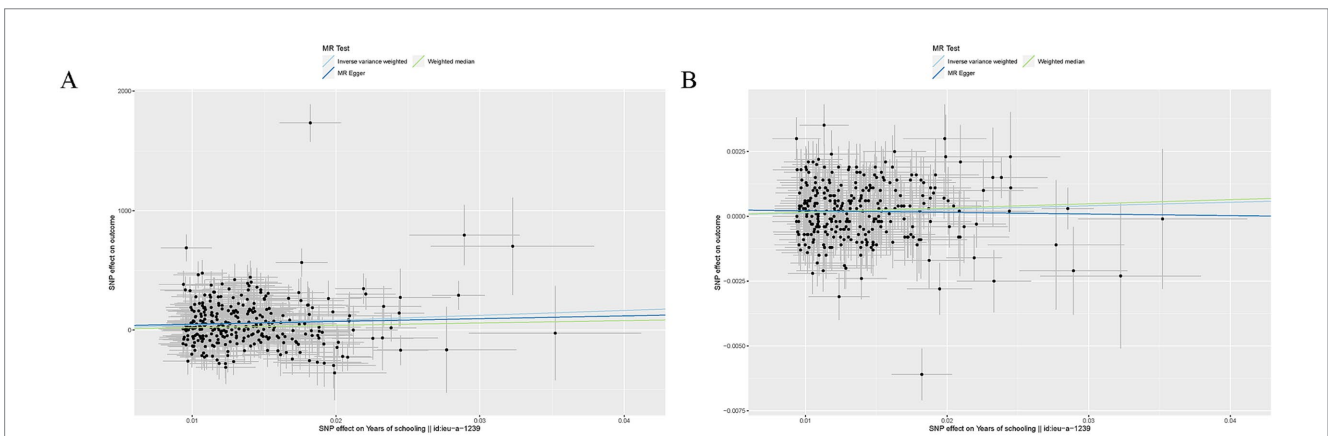 A
MR Test
Inverse variance weighted
Weighted median
MR Egger
2000
1000
0
SNP effect on outcome
0.01
0.02
0.03
0.04
SNP effect on Years of schooling || id:ieu-a-1239
B
MR Test
Inverse variance weighted
Weighted median
MR Egger
0.0025
0.0000
−0.0025
−0.0050
−0.0075
SNP effect on outcome
0.01
0.02
0.03
0.04
SNP effect on Years of schooling || id:ieu-a-1239